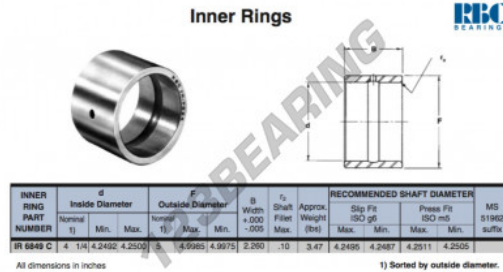 Inner Rings
RBC
BEARINGS
B
d
F
123BEARING
INNER RING PART NUMBER
d Inside Diameter
F Outside Diameter
B Width +.000 -.005
Shaft Fillet Max.
Approx. Weight (lbs)
RECOMMENDED SHAFT DIAMETER
Slip Fit ISO g6
Press Fit ISO m5
MS 51962 suffix
Nominal 1) Min. Max.
Nominal 1) Max. Min.
Max. Min. Max. Min.
IR 6849 C 4 1/4 4.2492 4.2500 5 4.9985 4.9975 2.260 .10 3.47 4.2495 4.2487 4.2511 4.2505
All dimensions in inches
1) Sorted by outside diameter.